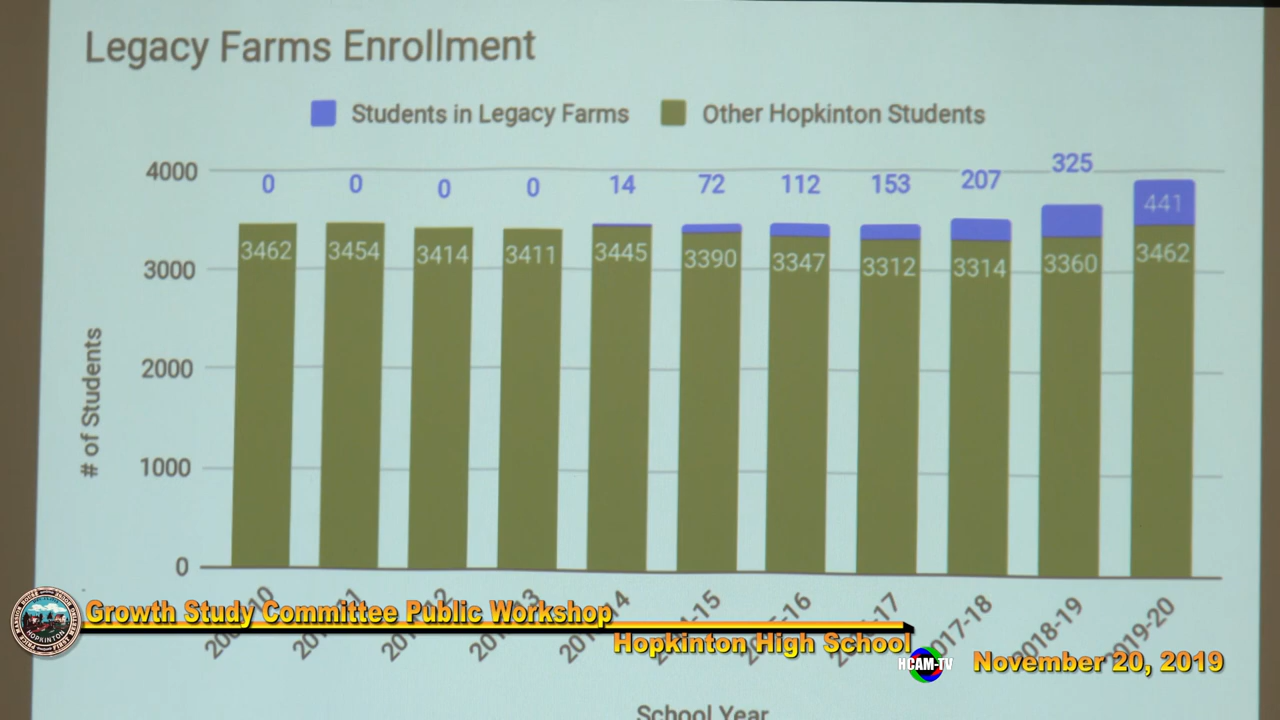 Legacy Farms Enrollment
Students in Legacy Farms Other Hopkinton Students
4000
3000
2000
1000
0
# of Students
0 0 0 0 14 72 112 153 207 325 441
3462 3454 3414 3411 3445 3390 3347 3312 3314 3360 3462
2017-18 2018-19 2019-20
School Year
Growth Study Committee Public Workshop
Hopkinton High School
HCAM-TV
November 20, 2019
HOPKINTON